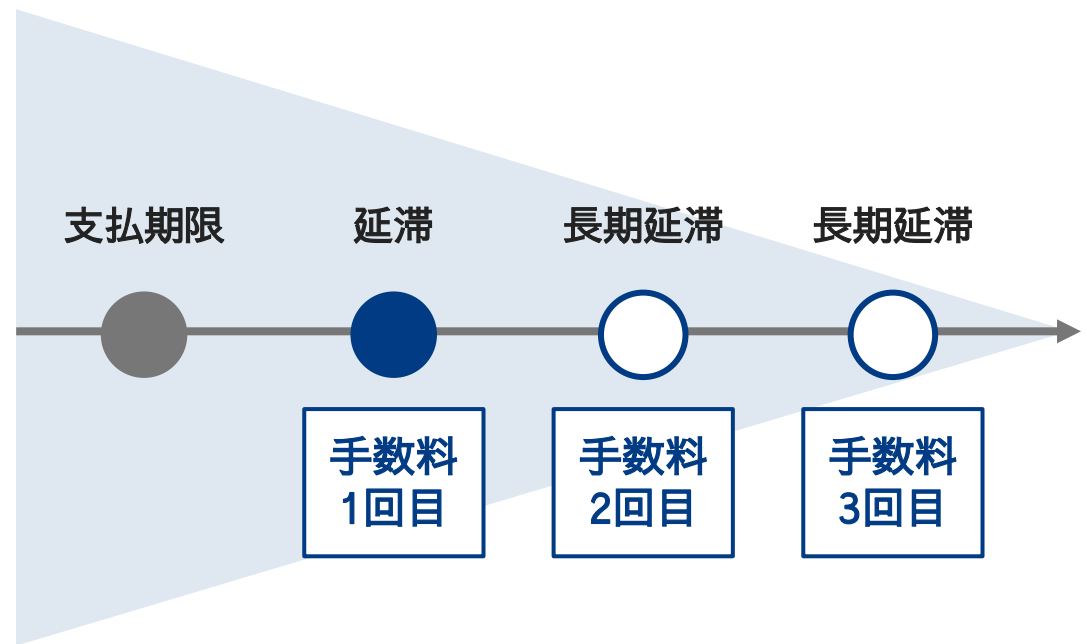 支払期限
延滞
長期延滞
長期延滞
手数料
1回目
手数料
2回目
手数料
3回目